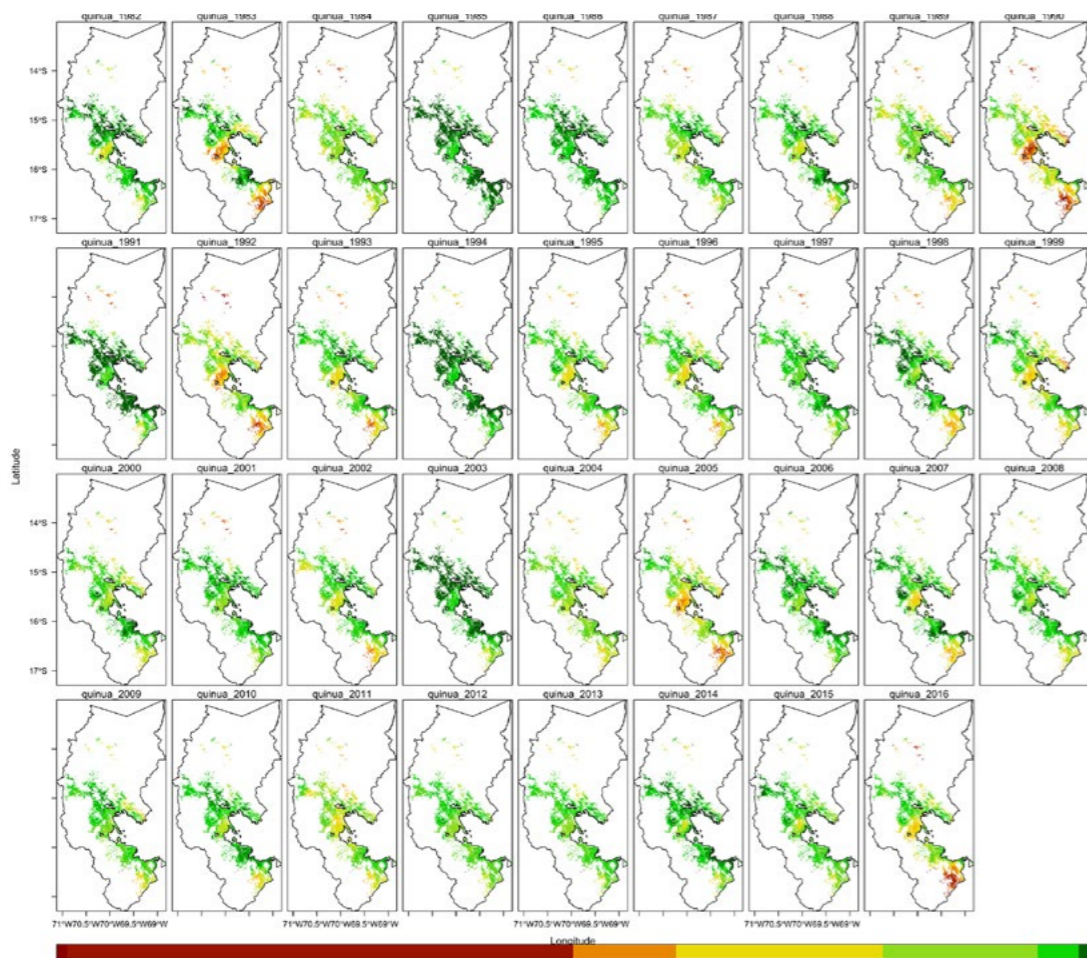 quinua_1982 quinua_1983 quinua_1984 quinua_1985 quinua_1986 quinua_1987 quinua_1988 quinua_1989 quinua_1990
14°S
15°S
16°S
17°S
quinua_1991 quinua_1992 quinua_1993 quinua_1994 quinua_1995 quinua_1996 quinua_1997 quinua_1998 quinua_1999
Latitude
quinua_2000 quinua_2001 quinua_2002 quinua_2003 quinua_2004 quinua_2005 quinua_2006 quinua_2007 quinua_2008
14°S
15°S
16°S
17°S
quinua_2009 quinua_2010 quinua_2011 quinua_2012 quinua_2013 quinua_2014 quinua_2015 quinua_2016
71°W70.5°W70°W69.5°W69°W 71°W70.5°W70°W69.5°W69°W 71°W70.5°W70°W69.5°W69°W 71°W70.5°W70°W69.5°W69°W
Longitude